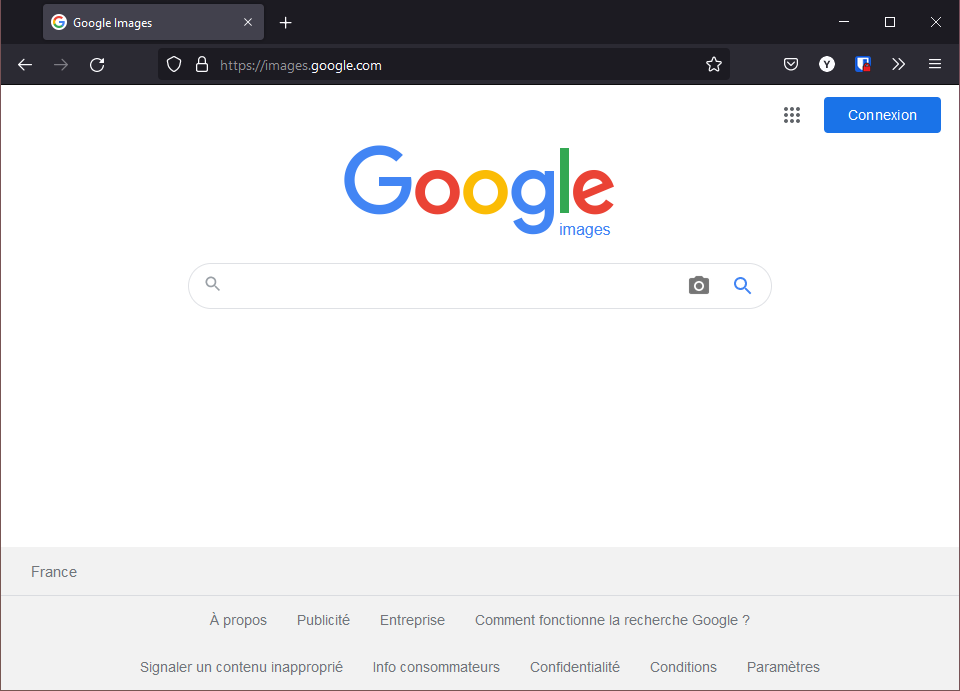 Google Images
https://images.google.com
Y
Connexion
Google
images
France
À propos Publicité Entreprise Comment fonctionne la recherche Google ?
Signaler un contenu inapproprié Info consommateurs Confidentialité Conditions Paramètres